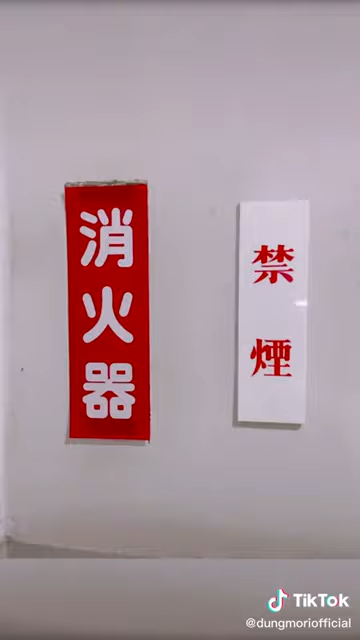 消火器
禁煙
TikTok
@dungmoriofficial